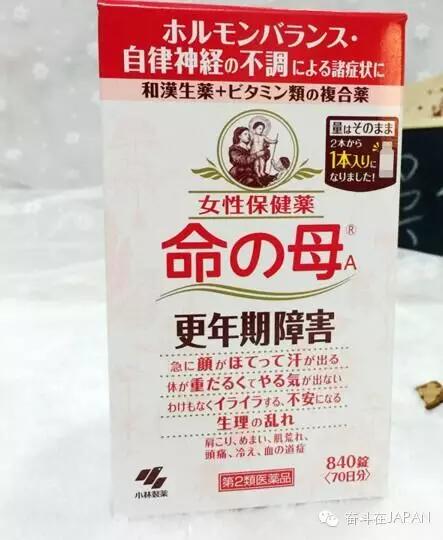 ホルモンバランス・
自律神経の不調による諸症状に
和漢生薬+ビタミン類の複合薬
量はそのまま
2本から
1本入りに
なりました!
女性保健薬
命の母®A
更年期障害
急に顔がほてって汗が出る
体が重だるくてやる気が出ない
わけもなくイライラする、不安になる
生理の乱れ
肩こり、めまい、肌荒れ、
頭痛、冷え、血の道症
小林製薬
第2類医薬品
840錠
〈70日分〉
奋斗在JAPAN